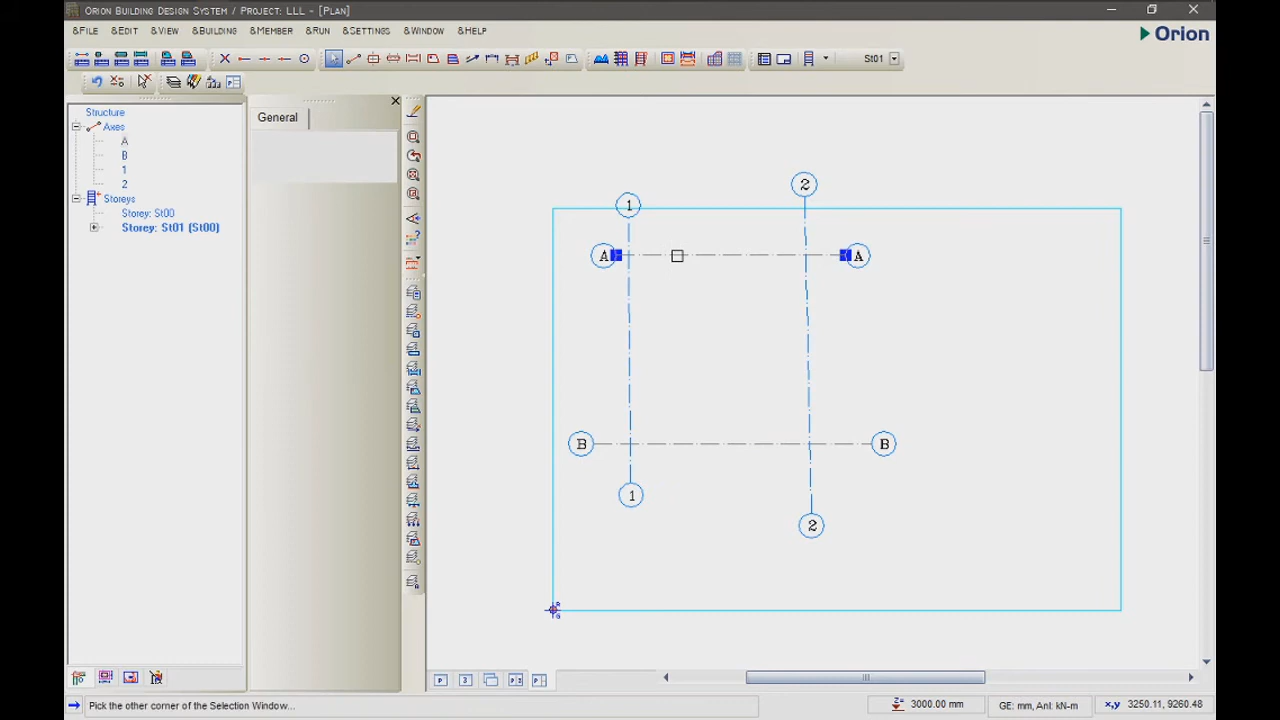 ORION BUILDING DESIGN SYSTEM / PROJECT: LLL - [PLAN]
&FILE &EDIT &VIEW &BUILDING &MEMBER &RUN &SETTINGS &WINDOW &HELP
Orion
St01
Structure
Axes
A
B
1
2
Storeys
Storey: St00
Storey: St01 (St00)
General
2
1
A A
B B
1
2
P 3
Pick the other corner of the Selection Window...
Z= 3000.00 mm
GE: mm, Anl: kN-m
x,y 3250.11, 9260.48